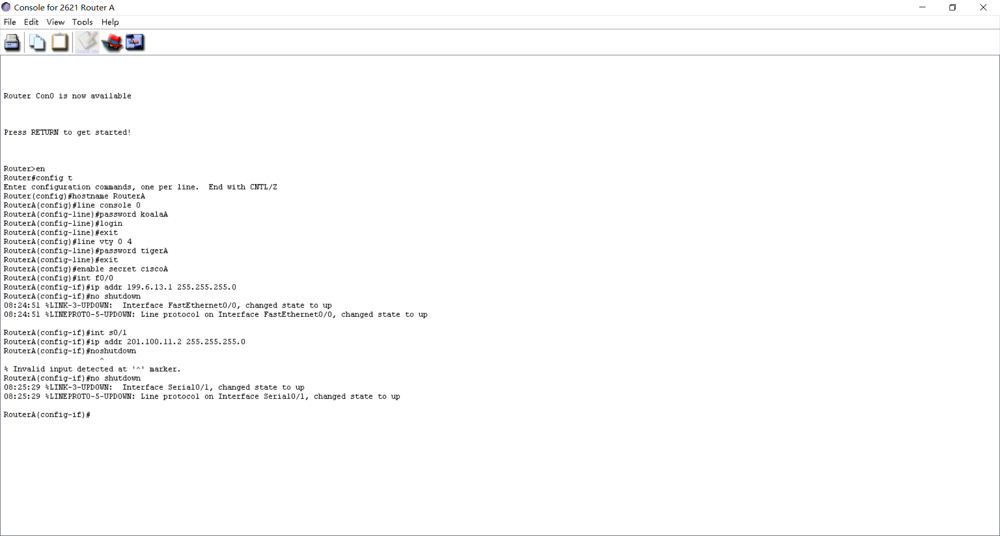 Console for 2621 Router A
File Edit View Tools Help
Grade Me
Router Con0 is now available
Press RETURN to get started!
Router>en
Router#config t
Enter configuration commands, one per line.  End with CNTL/Z
Router(config)#hostname RouterA
RouterA(config)#line console 0
RouterA(config-line)#password koalaA
RouterA(config-line)#login
RouterA(config-line)#exit
RouterA(config)#line vty 0 4
RouterA(config-line)#password tigerA
RouterA(config-line)#exit
RouterA(config)#enable secret ciscoA
RouterA(config)#int f0/0
RouterA(config-if)#ip addr 199.6.13.1 255.255.255.0
RouterA(config-if)#no shutdown
08:24:51 %LINK-3-UPDOWN:  Interface FastEthernet0/0, changed state to up
08:24:51 %LINEPROTO-5-UPDOWN: Line protocol on Interface FastEthernet0/0, changed state to up
RouterA(config-if)#int s0/1
RouterA(config-if)#ip addr 201.100.11.2 255.255.255.0
RouterA(config-if)#noshutdown
^
% Invalid input detected at '^' marker.
RouterA(config-if)#no shutdown
08:25:29 %LINK-3-UPDOWN:  Interface Serial0/1, changed state to up
08:25:29 %LINEPROTO-5-UPDOWN: Line protocol on Interface Serial0/1, changed state to up
RouterA(config-if)#